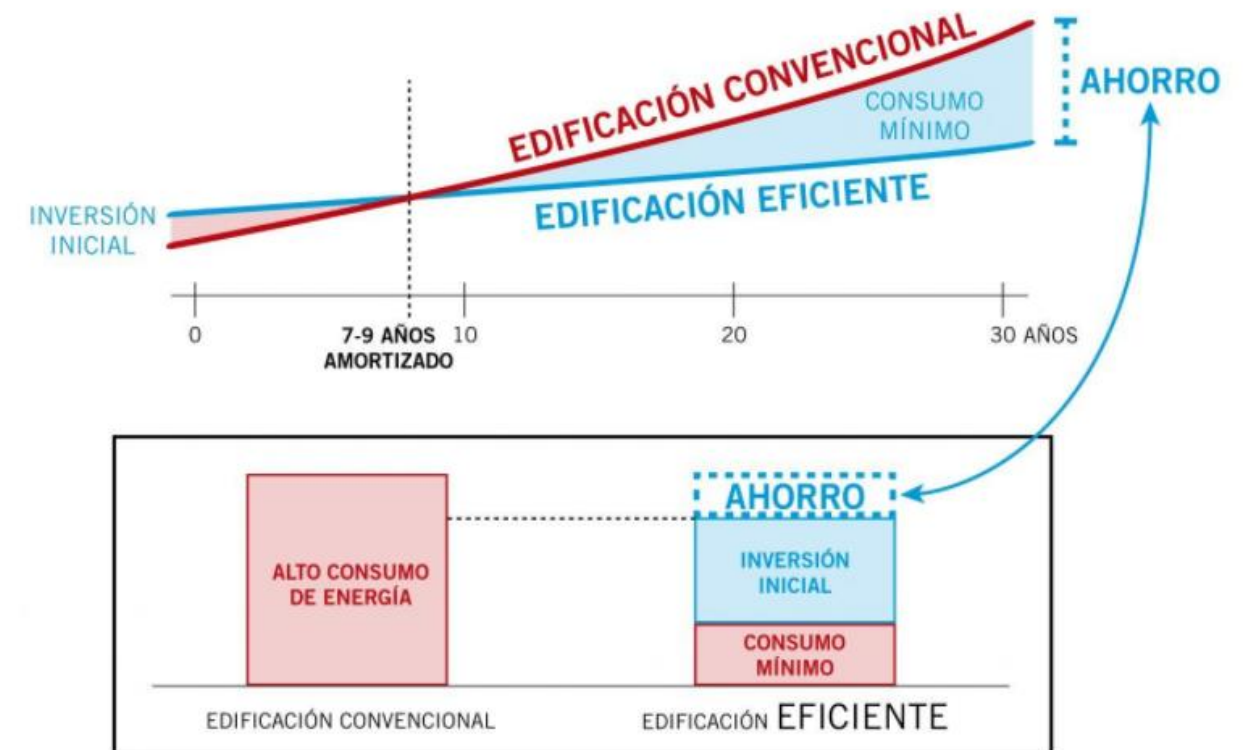 EDIFICACIÓN CONVENCIONAL
AHORRO
CONSUMO
MÍNIMO
EDIFICACIÓN EFICIENTE
INVERSIÓN
INICIAL
0
7-9 AÑOS
AMORTIZADO
10
20
30 AÑOS
AHORRO
ALTO CONSUMO
DE ENERGÍA
INVERSIÓN
INICIAL
CONSUMO
MÍNIMO
EDIFICACIÓN CONVENCIONAL
EDIFICACIÓN EFICIENTE